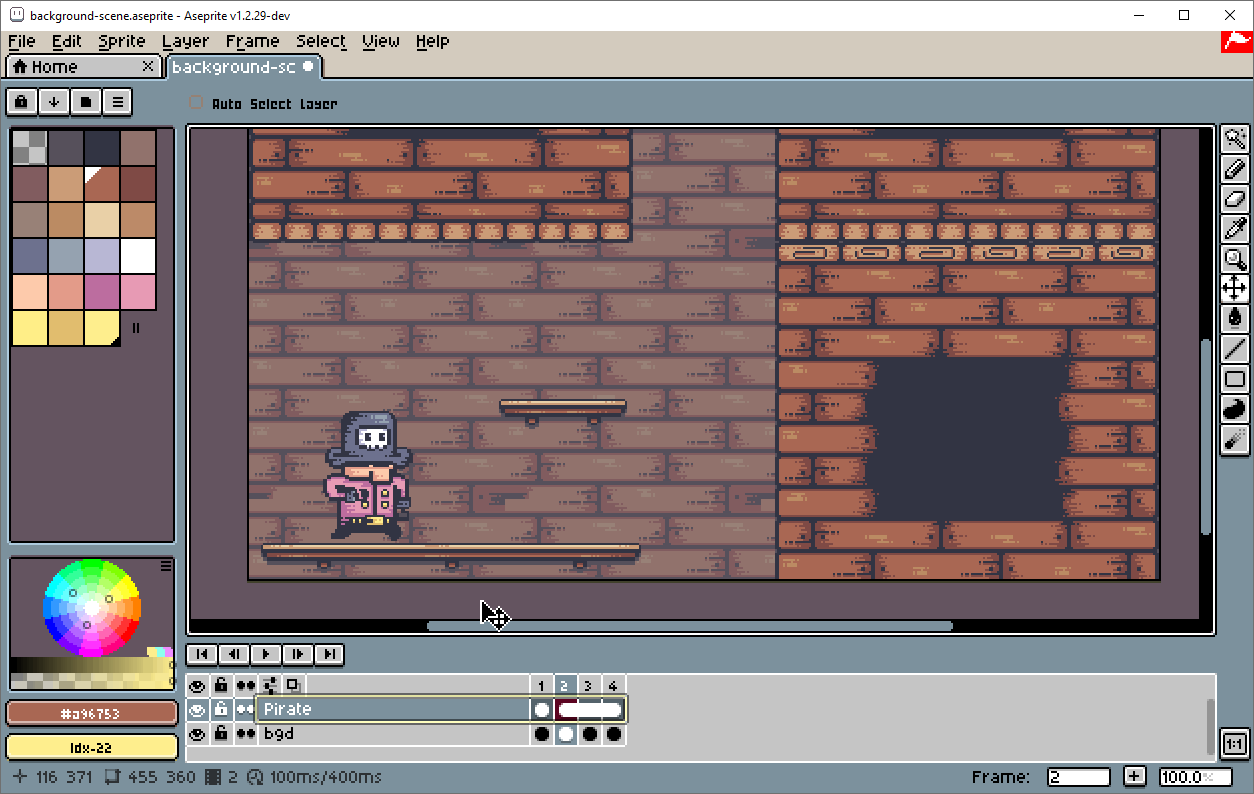 background-scene.aseprite - Aseprite v1.2.29-dev
File Edit Sprite Layer Frame Select View Help
Home background-sc
Auto Select Layer
1 2 3 4
Pirate
bgd
#a96753
Idx-22
116 371 455 360 2 100ms/400ms Frame: 2 + 100.0%
1:1